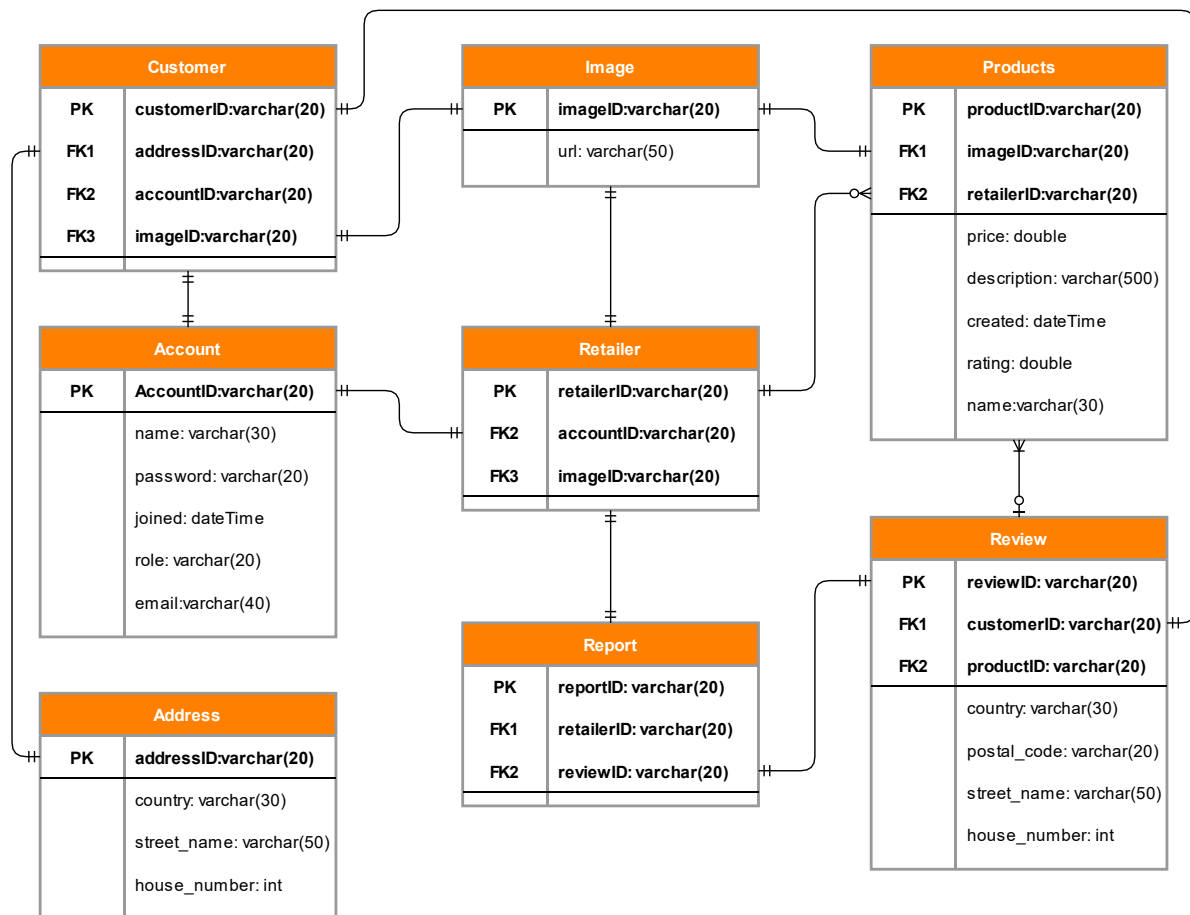 Customer
PK customerID:varchar(20)
FK1 addressID:varchar(20)
FK2 accountID:varchar(20)
FK3 imageID:varchar(20)
Image
PK imageID:varchar(20)
url: varchar(50)
Products
PK productID:varchar(20)
FK1 imageID:varchar(20)
FK2 retailerID:varchar(20)
price: double
description: varchar(500)
created: dateTime
rating: double
name:varchar(30)
Account
PK AccountID:varchar(20)
name: varchar(30)
password: varchar(20)
joined: dateTime
role: varchar(20)
email:varchar(40)
Retailer
PK retailerID:varchar(20)
FK2 accountID:varchar(20)
FK3 imageID:varchar(20)
Review
PK reviewID: varchar(20)
FK1 customerID: varchar(20)
FK2 productID: varchar(20)
country: varchar(30)
postal_code: varchar(20)
street_name: varchar(50)
house_number: int
Report
PK reportID: varchar(20)
FK1 retailerID: varchar(20)
FK2 reviewID: varchar(20)
Address
PK addressID:varchar(20)
country: varchar(30)
street_name: varchar(50)
house_number: int